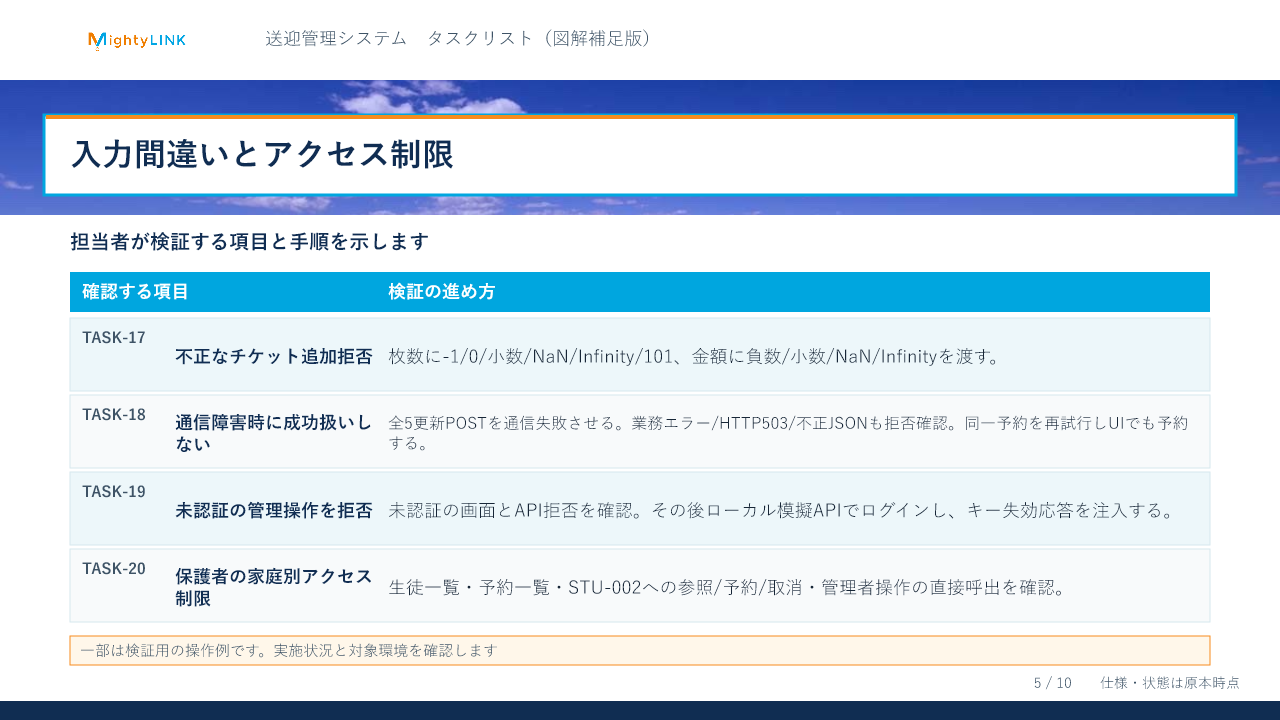 MightyLINK
送迎管理システム　タスクリスト（図解補足版）
入力間違いとアクセス制限
担当者が検証する項目と手順を示します
確認する項目　検証の進め方
TASK-17
不正なチケット追加拒否　枚数に-1/0/小数/NaN/Infinity/101、金額に負数/小数/NaN/Infinityを渡す。
TASK-18
通信障害時に成功扱いし
ない
全5更新POSTを通信失敗させる。業務エラー/HTTP503/不正JSONも拒否確認。同一予約を再試行しUIでも予約
する。
TASK-19
未認証の管理操作を拒否　未認証の画面とAPI拒否を確認。その後ローカル模擬APIでログインし、キー失効応答を注入する。
TASK-20
保護者の家庭別アクセス
制限
生徒一覧・予約一覧・STU-002への参照/予約/取消・管理者操作の直接呼出を確認。
一部は検証用の操作例です。実施状況と対象環境を確認します
5 / 10　仕様・状態は原本時点